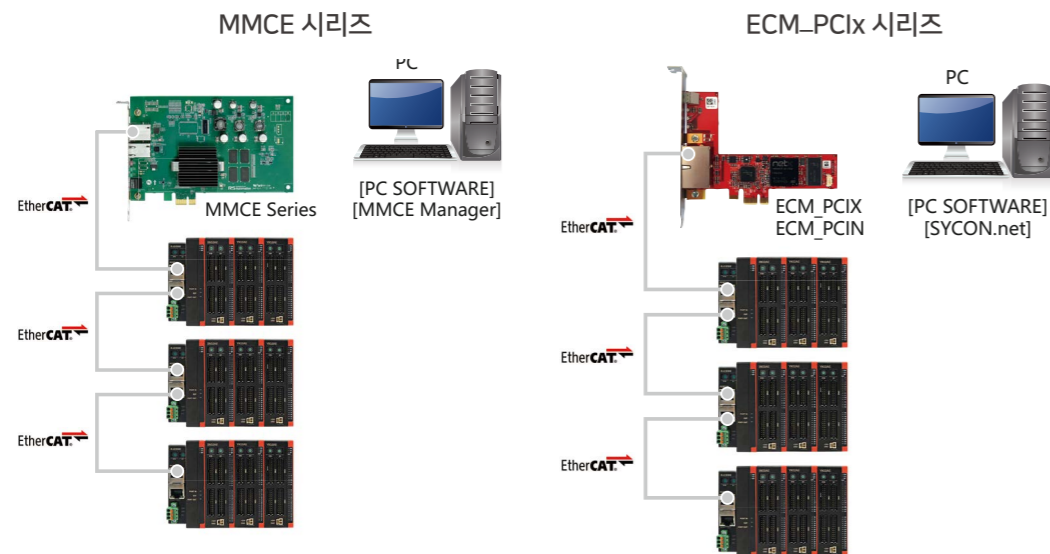 MMCE 시리즈
PC
MMCE Series
[PC SOFTWARE]
[MMCE Manager]
EtherCAT
EtherCAT
EtherCAT
ECM_PCIx 시리즈
PC
net
ECM_PCIX
ECM_PCIN
[PC SOFTWARE]
[SYCON.net]
EtherCAT
EtherCAT
EtherCAT